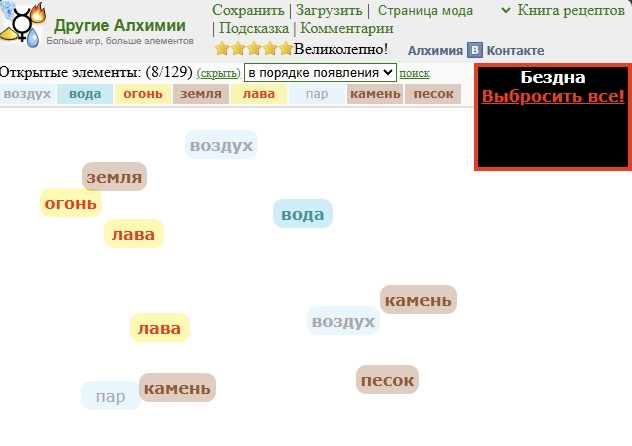 Другие Алхимии
Больше игр, больше элементов
Сохранить | Загрузить | Страница мода Книга рецептов
| Подсказка | Комментарии
Великолепно! Алхимия В Контакте
Открытые элементы: (8/129) (скрыть) в порядке появления поиск
воздух вода огонь земля лава пар камень песок
Бездна
Выбросить все!
воздух
земля
огонь
вода
лава
камень
воздух
лава
песок
камень
пар